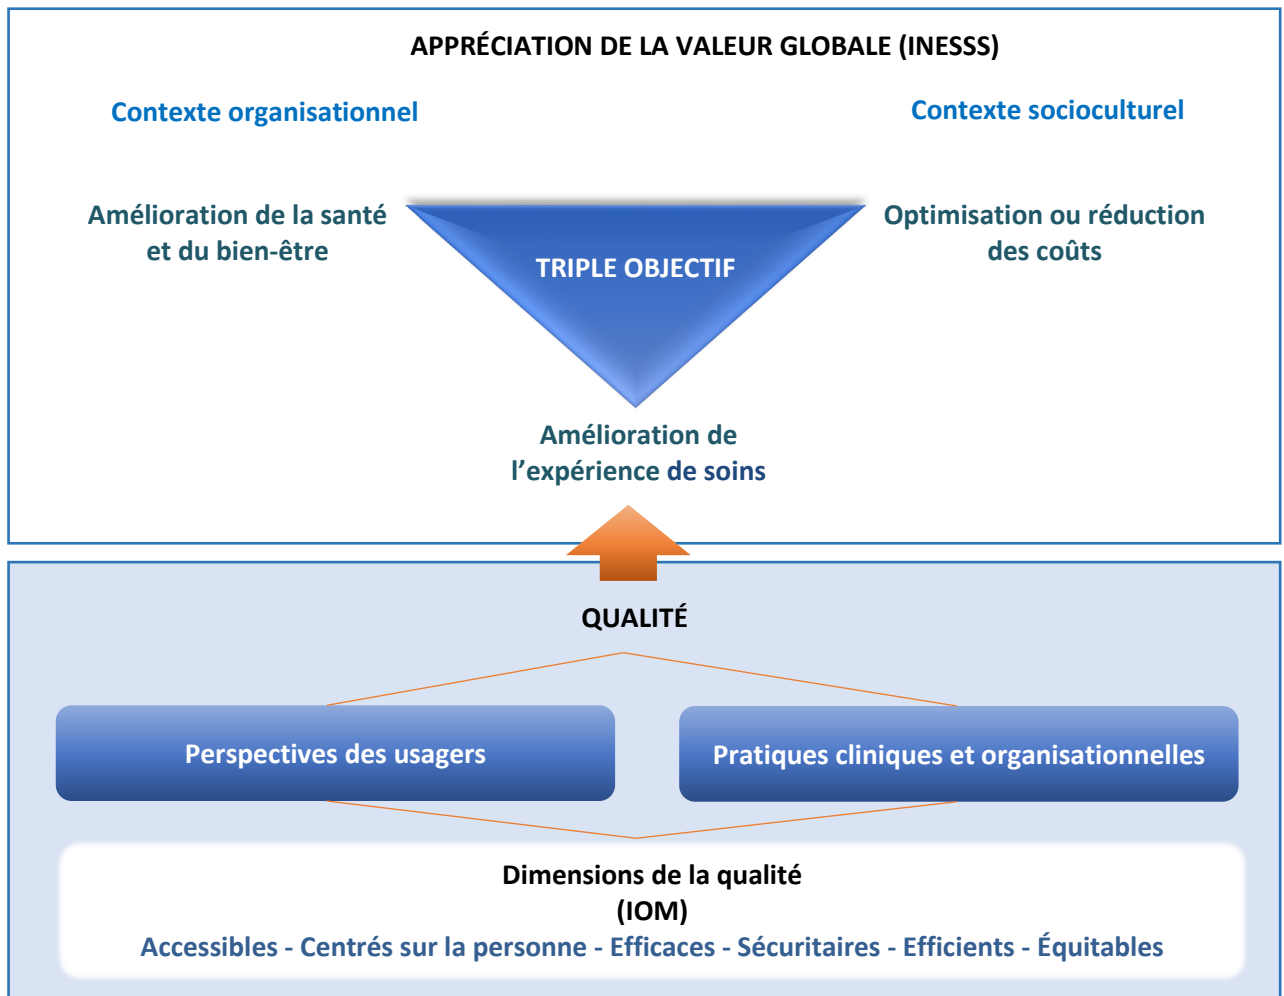 APPRÉCIATION DE LA VALEUR GLOBALE (INESSS)
Contexte organisationnel
Contexte socioculturel
Amélioration de la santé
et du bien-être
TRIPLE OBJECTIF
Optimisation ou réduction
des coûts
Amélioration de
l’expérience de soins
QUALITÉ
Perspectives des usagers
Pratiques cliniques et organisationnelles
Dimensions de la qualité
(IOM)
Accessibles - Centrés sur la personne - Efficaces - Sécuritaires - Efficients - Équitables